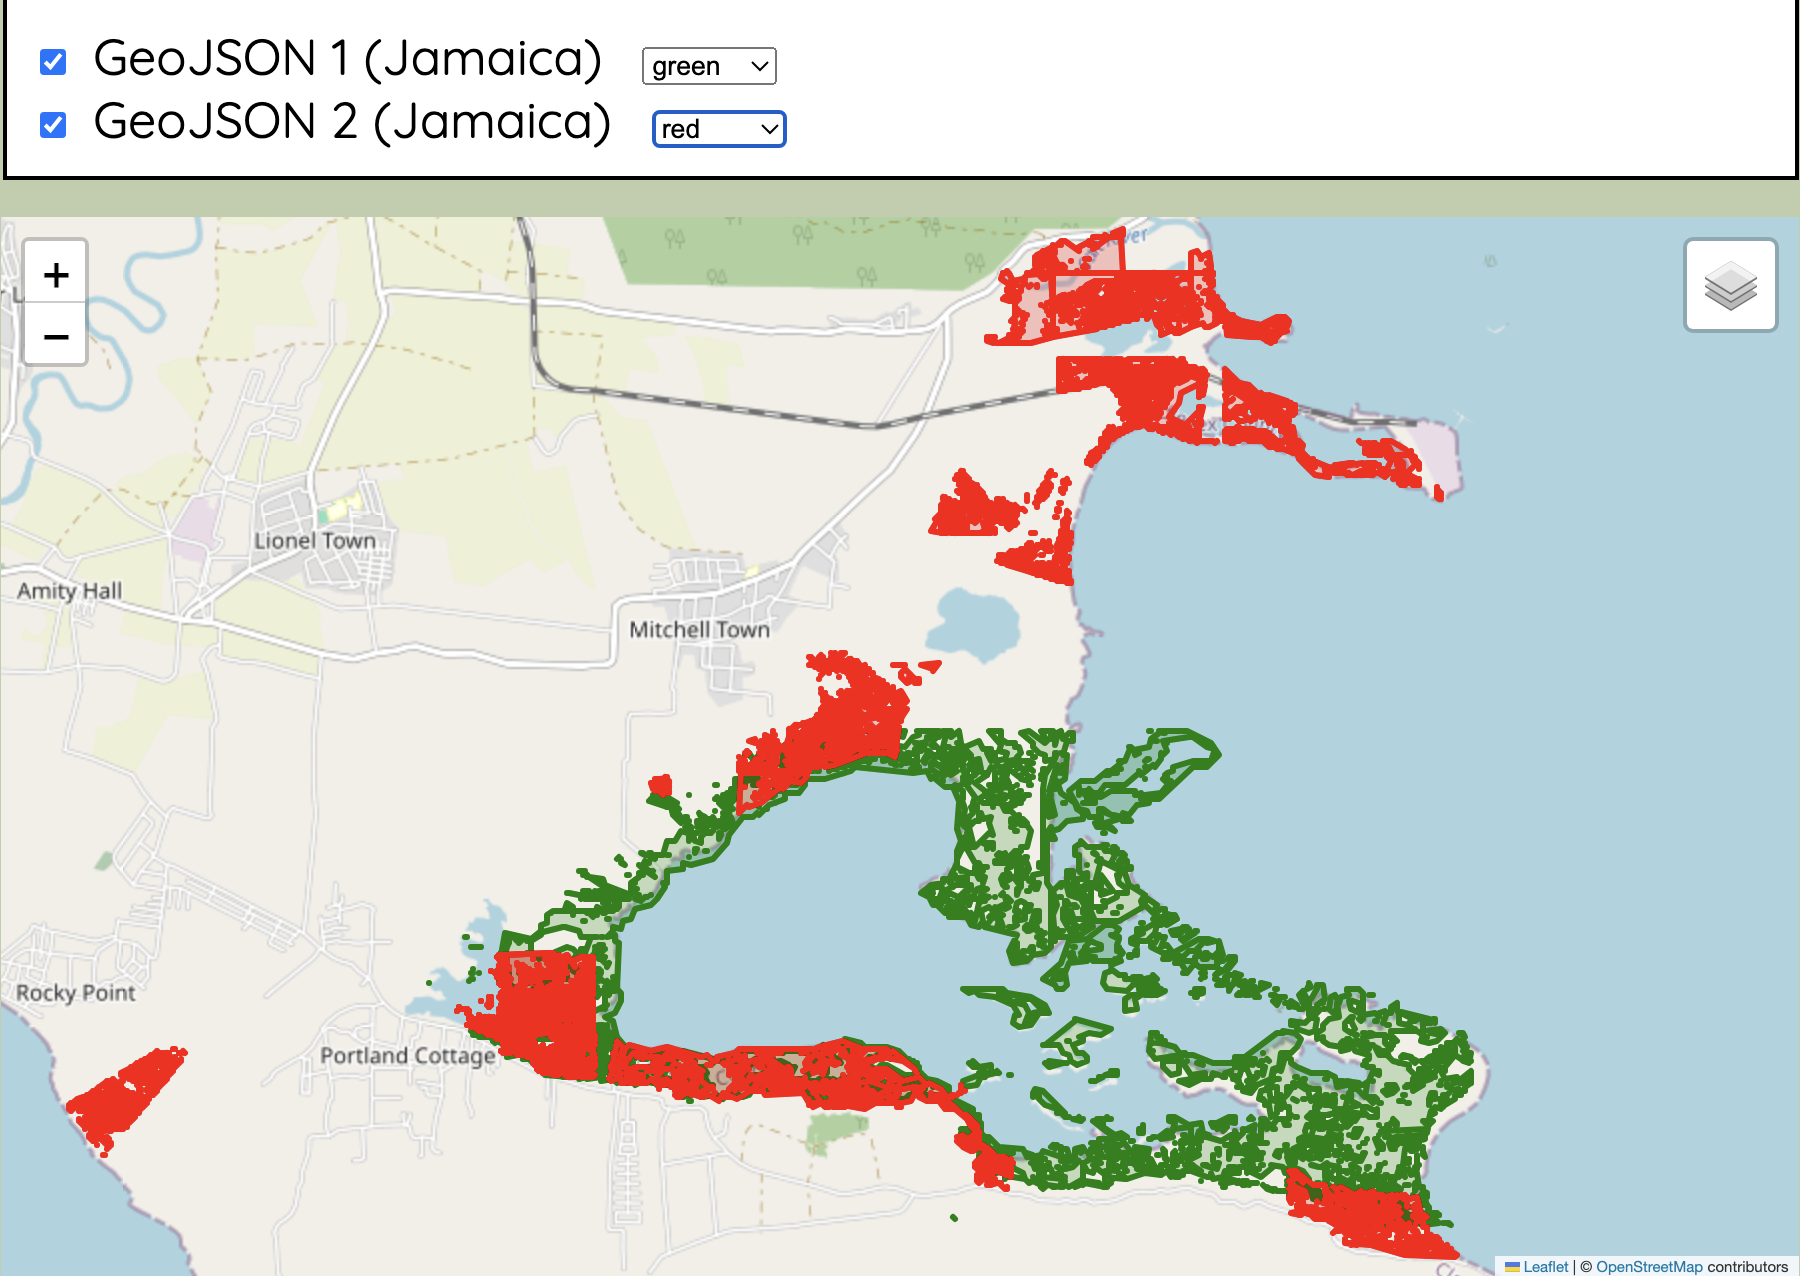 GeoJSON 1 (Jamaica) green
GeoJSON 2 (Jamaica) red
+
−
Lionel Town
Amity Hall
Mitchell Town
Rocky Point
Portland Cottage
Leaflet | © OpenStreetMap contributors